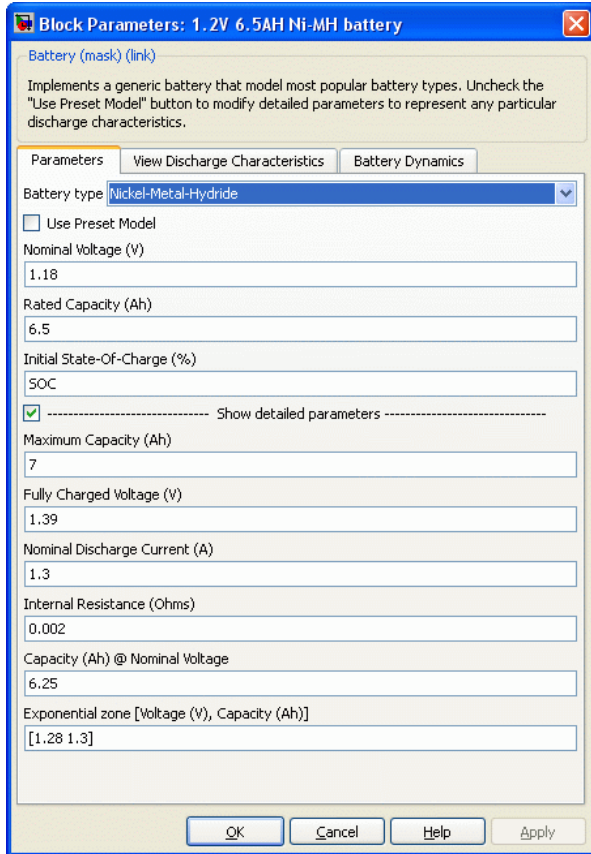 Block Parameters: 1.2V 6.5AH Ni-MH battery
Battery (mask) (link)
Implements a generic battery that model most popular battery types. Uncheck the
"Use Preset Model" button to modify detailed parameters to represent any particular
discharge characteristics.
Parameters View Discharge Characteristics Battery Dynamics
Battery type Nickel-Metal-Hydride
Use Preset Model
Nominal Voltage (V)
1.18
Rated Capacity (Ah)
6.5
Initial State-Of-Charge (%)
SOC
------------------------------- Show detailed parameters -------------------------------
Maximum Capacity (Ah)
7
Fully Charged Voltage (V)
1.39
Nominal Discharge Current (A)
1.3
Internal Resistance (Ohms)
0.002
Capacity (Ah) @ Nominal Voltage
6.25
Exponential zone [Voltage (V), Capacity (Ah)]
[1.28 1.3]
OK Cancel Help Apply